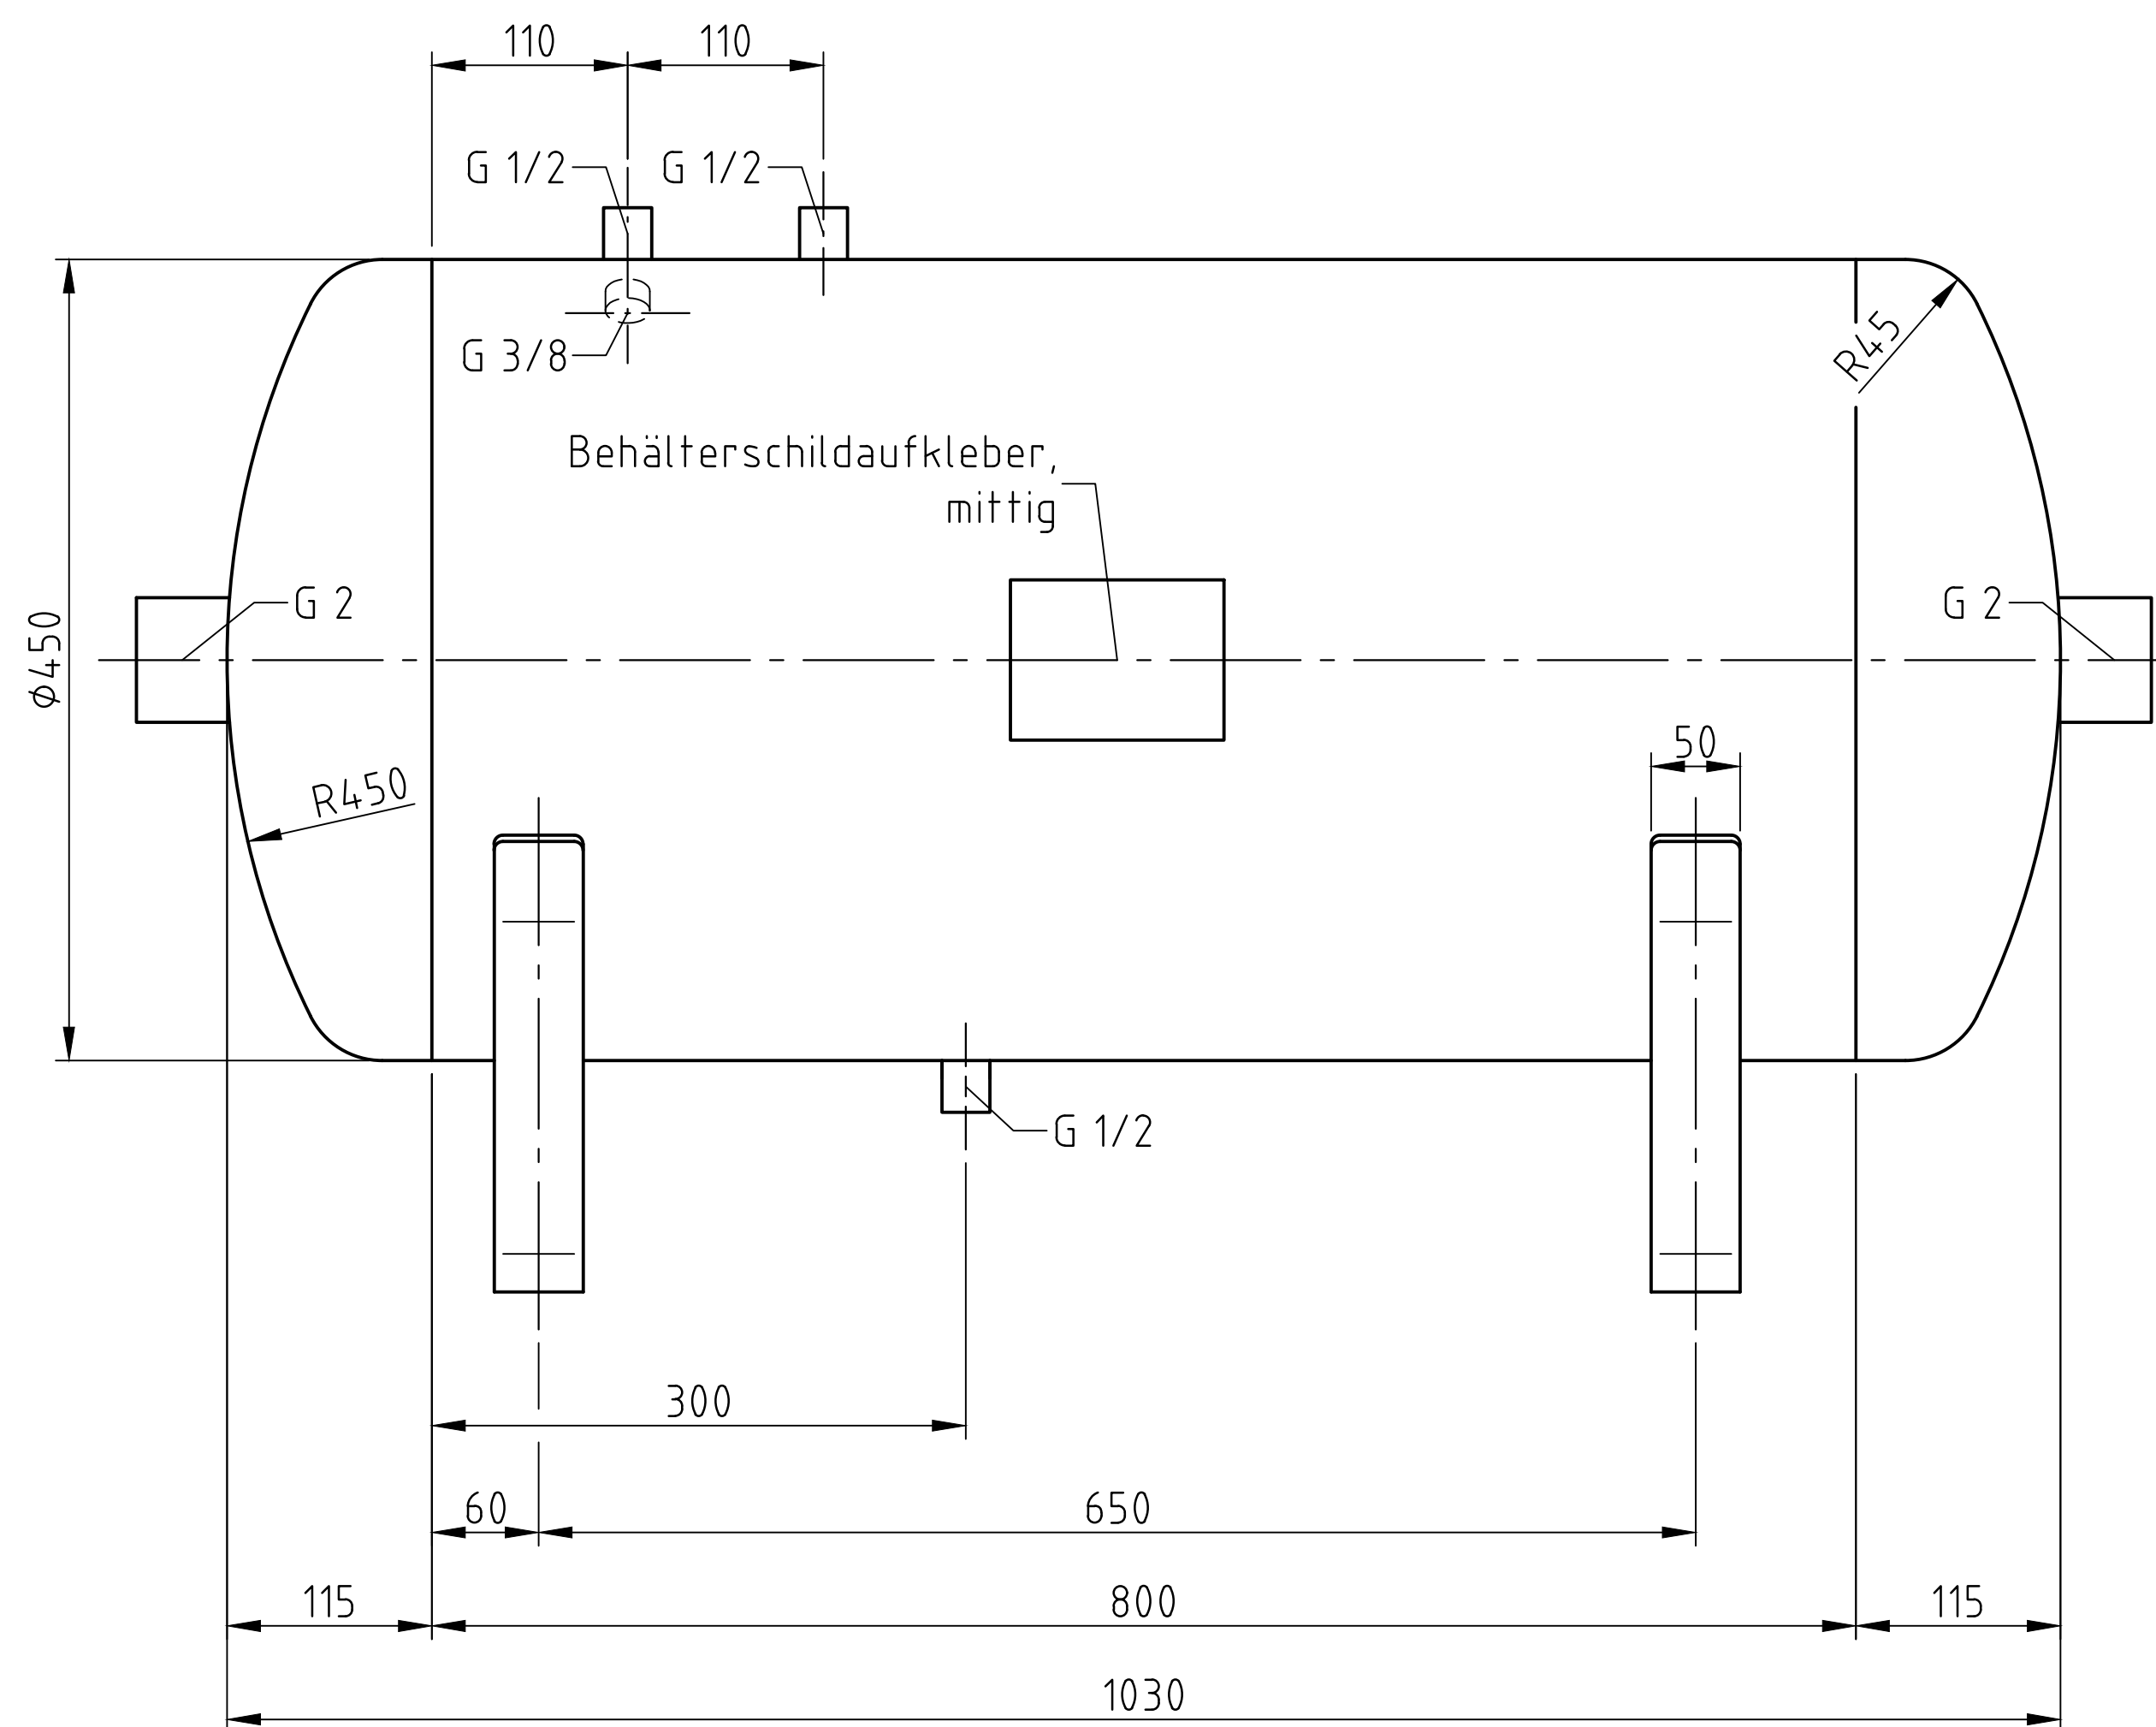 110
110
G 1/2
G 1/2
G 3/8
R45
Behälterschildaufkleber,
mittig
G 2
G 2
ϕ450
R450
50
G 1/2
300
60
650
115
800
115
1030